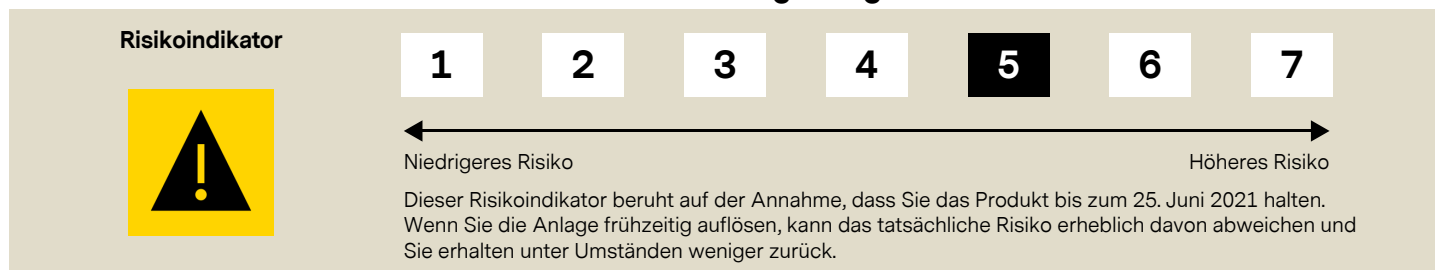 Risikoindikator
1 2 3 4 5 6 7
Niedrigeres Risiko Höheres Risiko
Dieser Risikoindikator beruht auf der Annahme, dass Sie das Produkt bis zum 25. Juni 2021 halten.
Wenn Sie die Anlage frühzeitig auflösen, kann das tatsächliche Risiko erheblich davon abweichen und
Sie erhalten unter Umständen weniger zurück.